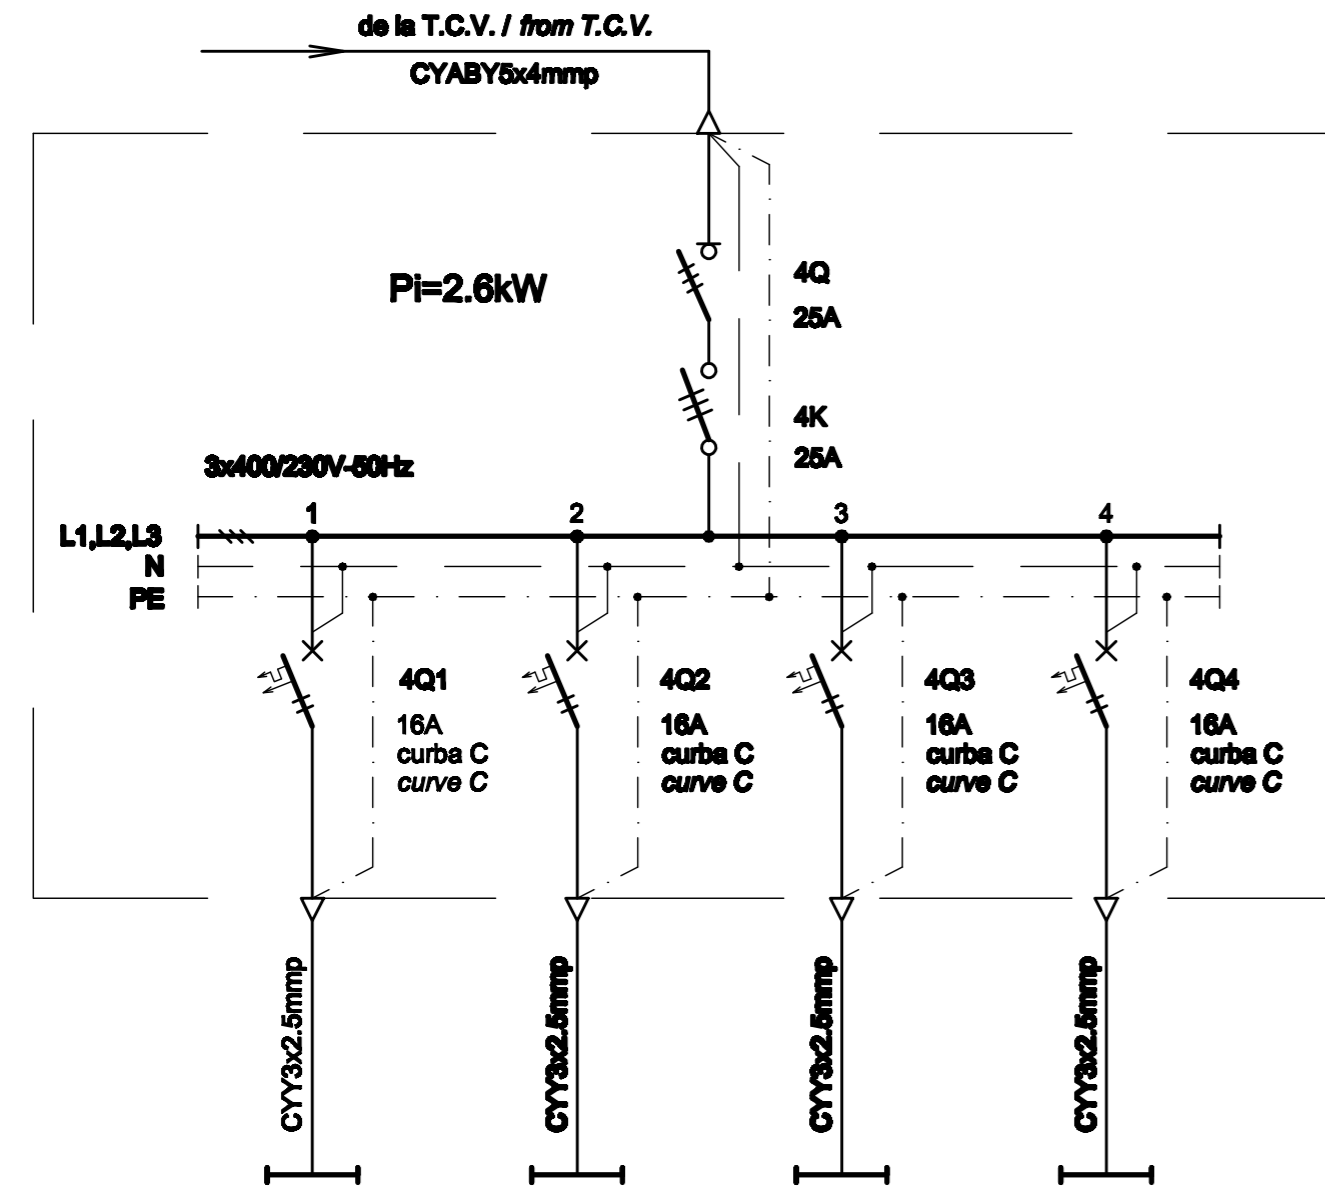 de la T.C.V. / from T.C.V.
CYABY5x4mmp
Pi=2.6kW
4Q
25A
4K
25A
3x400/230V-50Hz
1 2 3 4
L1,L2,L3
N
PE
4Q1
16A
curba C
curve C
4Q2
16A
curba C
curve C
4Q3
16A
curba C
curve C
4Q4
16A
curba C
curve C
CYY3x2.5mmp
CYY3x2.5mmp
CYY3x2.5mmp
CYY3x2.5mmp